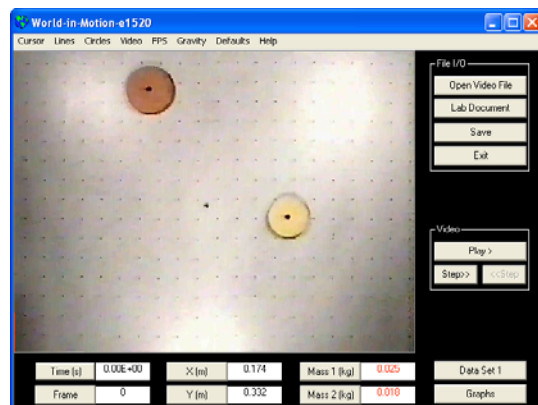 World-in-Motion-e1520
Cursor Lines Circles Video FPS Gravity Defaults Help
File I/O
Open Video File
Lab Document
Save
Exit
Video
Play >
Step>> <<Step
Time (s) 0.00E+00 X (m) 0.174 Mass 1 (kg) 0.025 Data Set 1
Frame 0 Y (m) 0.332 Mass 2 (kg) 0.018 Graphs